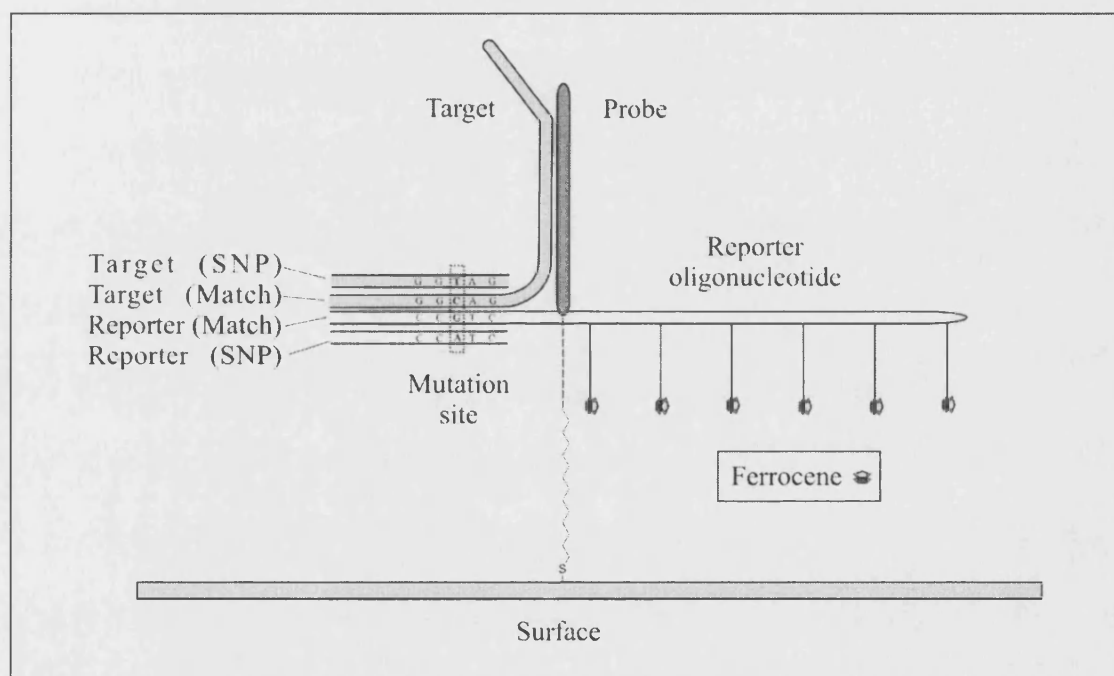 Target
Probe
Reporter
oligonucleotide
Target (SNP)
Target (Match)
Reporter (Match)
Reporter (SNP)
G G T A G
G G C A G
C C G T C
C C A T C
Mutation
site
Ferrocene
S
Surface